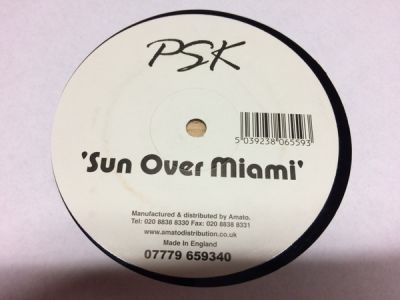 PSK
5 039238 065593
'Sun Over Miami'
Manufactured & distributed by Amato.
Tel: 020 8838 8330 Fax: 020 8838 8331
www.amatodistribution.co.uk
Made In England
07779 659340